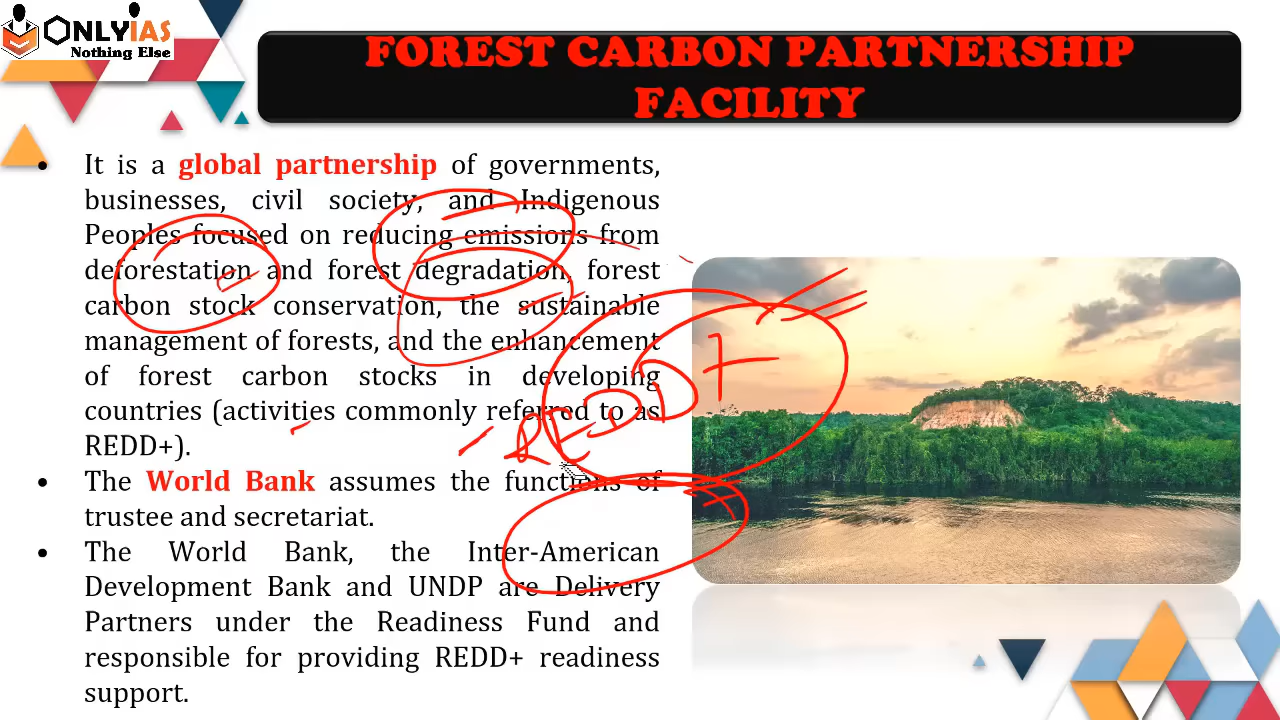 ONLYIAS
Nothing Else
FOREST CARBON PARTNERSHIP
FACILITY
• It is a global partnership of governments,
businesses, civil society, and Indigenous
Peoples focused on reducing emissions from
deforestation and forest degradation, forest
carbon stock conservation, the sustainable
management of forests, and the enhancement
of forest carbon stocks in developing
countries (activities commonly referred to as
REDD+).
• The World Bank assumes the functions of
trustee and secretariat.
• The World Bank, the Inter-American
Development Bank and UNDP are Delivery
Partners under the Readiness Fund and
responsible for providing REDD+ readiness
support.
REDD+